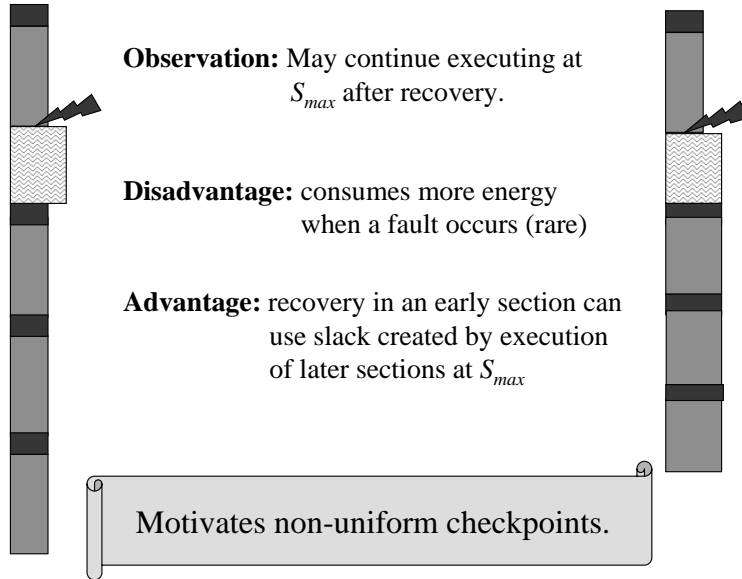 Observation: May continue executing at
S_max after recovery.
Disadvantage: consumes more energy
when a fault occurs (rare)
Advantage: recovery in an early section can
use slack created by execution
of later sections at S_max
Motivates non-uniform checkpoints.